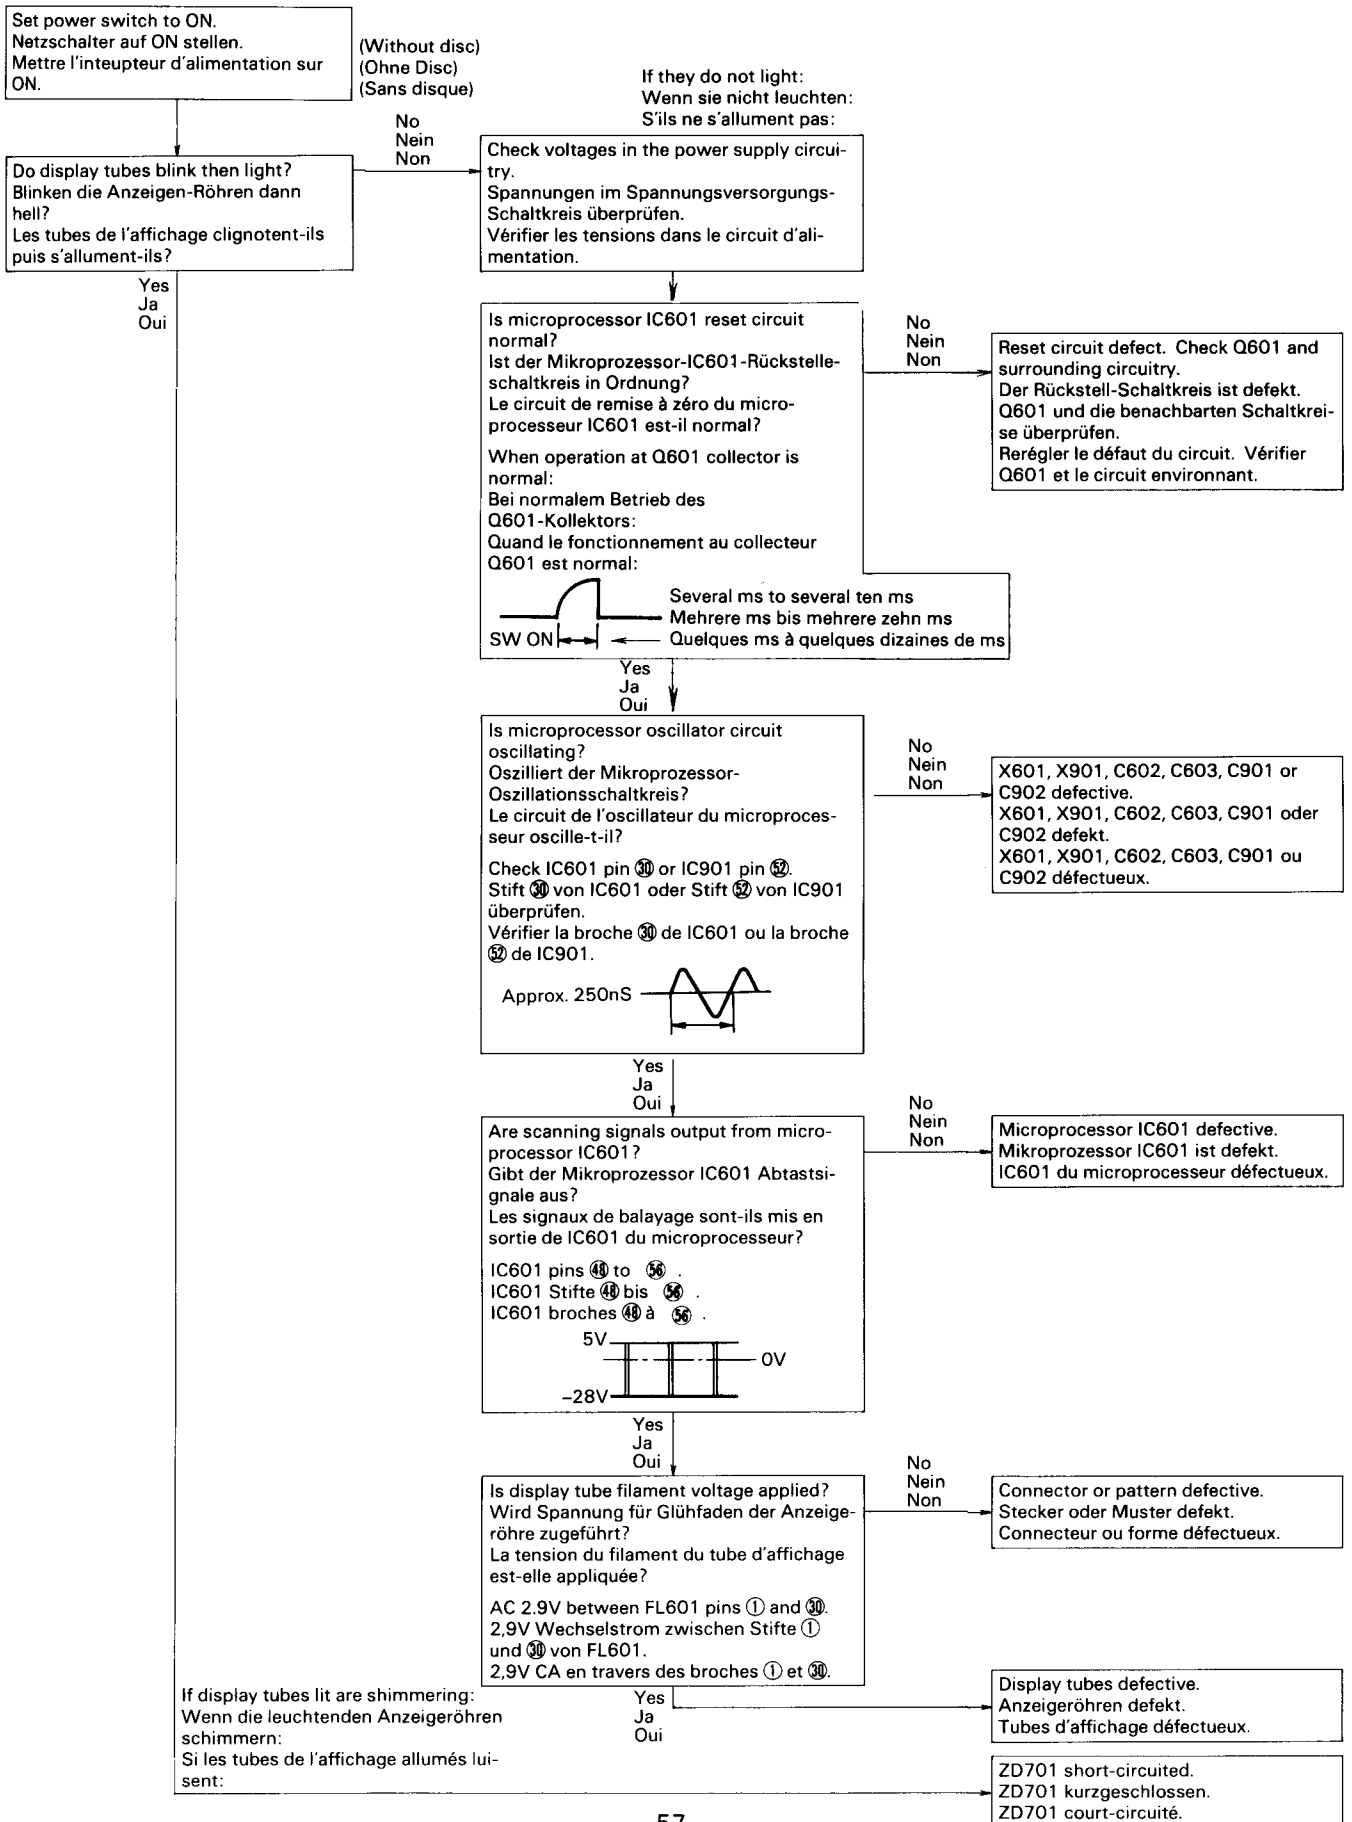 Set power switch to ON.
Netzschalter auf ON stellen.
Mettre l'inteupteur d'alimentation sur
ON.
(Without disc)
(Ohne Disc)
(Sans disque)
Do display tubes blink then light?
Blinken die Anzeigen-Röhren dann
hell?
Les tubes de l'affichage clignotent-ils
puis s'allument-ils?
No
Nein
Non
If they do not light:
Wenn sie nicht leuchten:
S'ils ne s'allument pas:
Check voltages in the power supply circui-
try.
Spannungen im Spannungsversorgungs-
Schaltkreis überprüfen.
Vérifier les tensions dans le circuit d'ali-
mentation.
Yes
Ja
Oui
Is microprocessor IC601 reset circuit
normal?
Ist der Mikroprozessor-IC601-Rückstelle-
schaltkreis in Ordnung?
Le circuit de remise à zéro du micro-
processeur IC601 est-il normal?
When operation at Q601 collector is
normal:
Bei normalem Betrieb des
Q601-Kollektors:
Quand le fonctionnement au collecteur
Q601 est normal:
Several ms to several ten ms
Mehrere ms bis mehrere zehn ms
SW ON
Quelques ms à quelques dizaines de ms
No
Nein
Non
Reset circuit defect. Check Q601 and
surrounding circuitry.
Der Rückstell-Schaltkreis ist defekt.
Q601 und die benachbarten Schaltkrei-
se überprüfen.
Rerégler le défaut du circuit. Vérifier
Q601 et le circuit environnant.
Yes
Ja
Oui
Is microprocessor oscillator circuit
oscillating?
Oszilliert der Mikroprozessor-
Oszillationsschaltkreis?
Le circuit de l'oscillateur du microproces-
seur oscille-t-il?
Check IC601 pin ㉚ or IC901 pin 52.
Stift ㉚ von IC601 oder Stift 52 von IC901
überprüfen.
Vérifier la broche ㉚ de IC601 ou la broche
52 de IC901.
Approx. 250nS
No
Nein
Non
X601, X901, C602, C603, C901 or
C902 defective.
X601, X901, C602, C603, C901 oder
C902 defekt.
X601, X901, C602, C603, C901 ou
C902 défectueux.
Yes
Ja
Oui
Are scanning signals output from micro-
processor IC601?
Gibt der Mikroprozessor IC601 Abtastsi-
gnale aus?
Les signaux de balayage sont-ils mis en
sortie de IC601 du microprocesseur?
IC601 pins ㊽ to 56 .
IC601 Stifte ㊽ bis 56 .
IC601 broches ㊽ à 56 .
5V
0V
−28V
No
Nein
Non
Microprocessor IC601 defective.
Mikroprozessor IC601 ist defekt.
IC601 du microprocesseur défectueux.
Yes
Ja
Oui
Is display tube filament voltage applied?
Wird Spannung für Glühfaden der Anzeige-
röhre zugeführt?
La tension du filament du tube d'affichage
est-elle appliquée?
AC 2.9V between FL601 pins ① and ㉚.
2,9V Wechselstrom zwischen Stifte ①
und ㉚ von FL601.
2,9V CA en travers des broches ① et ㉚.
No
Nein
Non
Connector or pattern defective.
Stecker oder Muster defekt.
Connecteur ou forme défectueux.
Yes
Ja
Oui
Display tubes defective.
Anzeigeröhren defekt.
Tubes d'affichage défectueux.
If display tubes lit are shimmering:
Wenn die leuchtenden Anzeigeröhren
schimmern:
Si les tubes de l'affichage allumés lui-
sent:
ZD701 short-circuited.
ZD701 kurzgeschlossen.
ZD701 court-circuité.